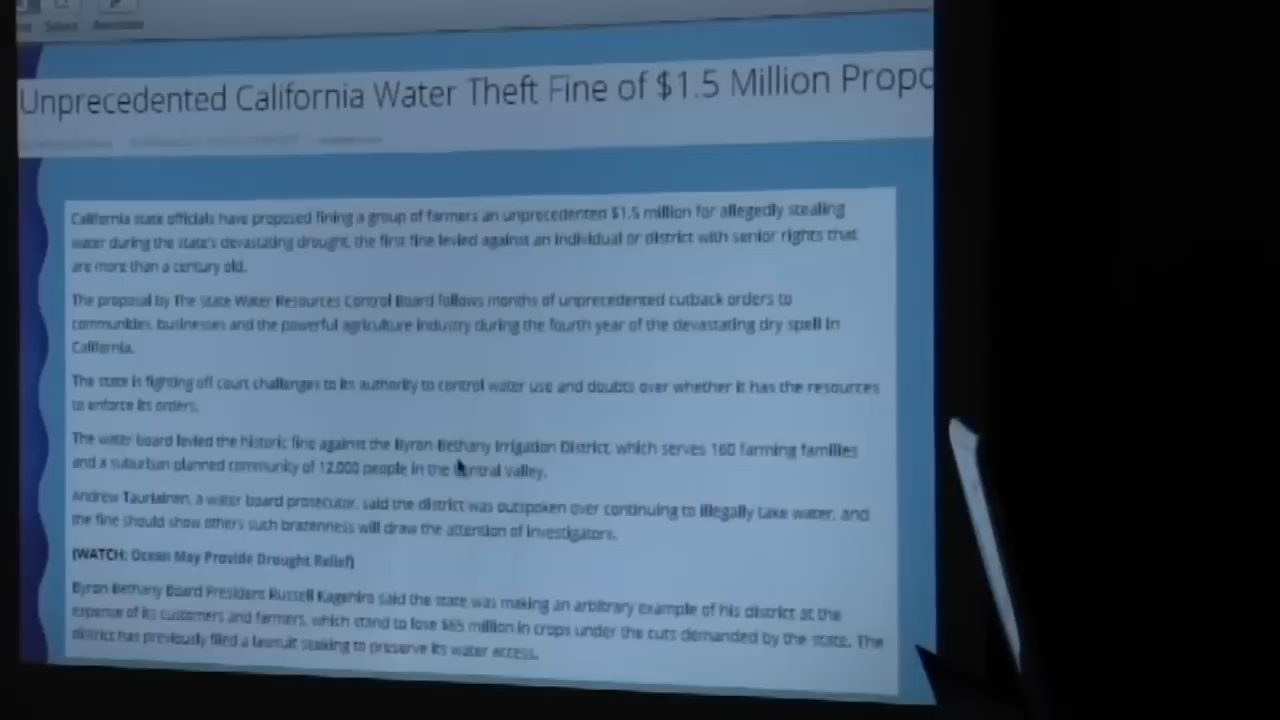 Select
Unprecedented California Water Theft Fine of $1.5 Million Propo
California state officials have proposed fining a group of farmers an unprecedented $1.5 million for allegedly stealing
water during the state's devastating drought, the first fine levied against an individual or district with senior rights that
are more than a century old.
The proposal by The State Water Resources Control Board follows months of unprecedented cutback orders to
communities, businesses and the powerful agriculture industry during the fourth year of the devastating dry spell in
California.
The state is fighting off court challenges to its authority to control water use and doubts over whether it has the resources
to enforce its orders.
The water board levied the historic fine against the Byron Bethany Irrigation District, which serves 160 farming families
and a suburban planned community of 12,000 people in the Central Valley.
Andrew Tauriainen, a water board prosecutor, said the district was outspoken over continuing to illegally take water, and
the fine should show others such brazenness will draw the attention of investigators.
(WATCH: Ocean May Provide Drought Relief)
Byron Bethany Board President Russell Kagehiro said the state was making an arbitrary example of his district at the
expense of its customers and farmers, which stand to lose $65 million in crops under the cuts demanded by the state. The
district has previously filed a lawsuit seeking to preserve its water access.